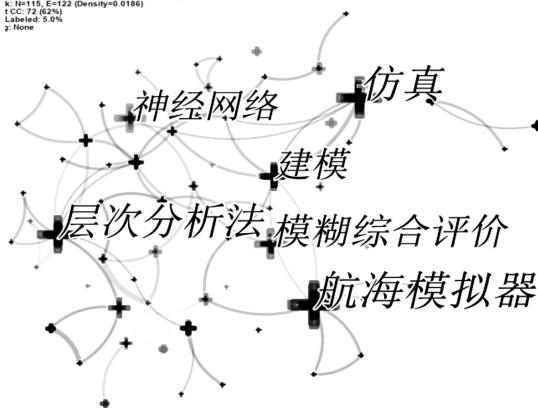 k: N=115, E=122 (Density=0.0186)
t CC: 72 (62%)
Labeled: 5.0%
g: None
仿真
神经网络
建模
层次分析法
模糊综合评价
航海模拟器